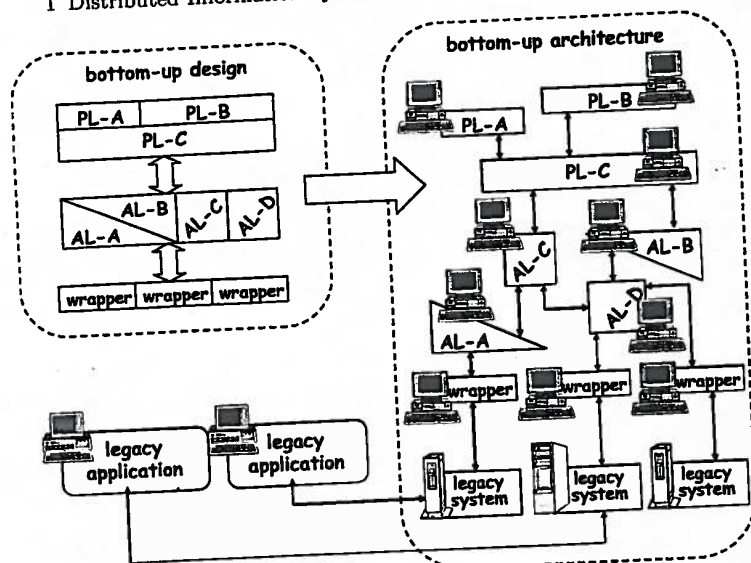 1 Distributed Informati
bottom-up design
PL-A
PL-B
PL-C
AL-B
AL-A
AL-C
AL-D
wrapper
wrapper
wrapper
bottom-up architecture
PL-A
PL-B
PL-C
AL-C
AL-B
AL-A
AL-D
wrapper
wrapper
wrapper
legacy
application
legacy
application
legacy
system
legacy
system
legacy
system